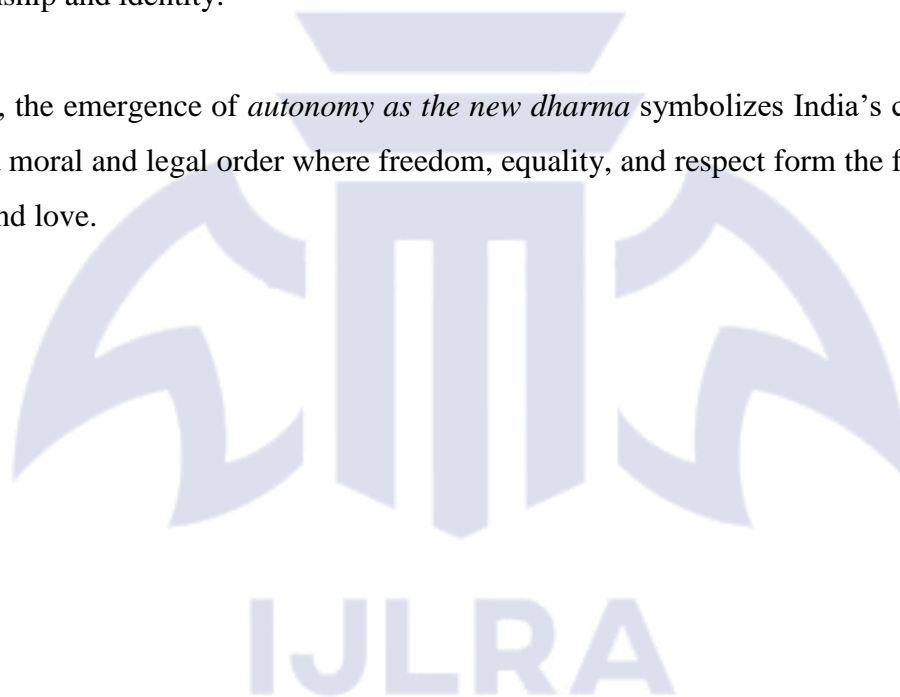 nship and identity.
, the emergence of autonomy as the new dharma symbolizes India’s c
moral and legal order where freedom, equality, and respect form the f
nd love.
IJLRA